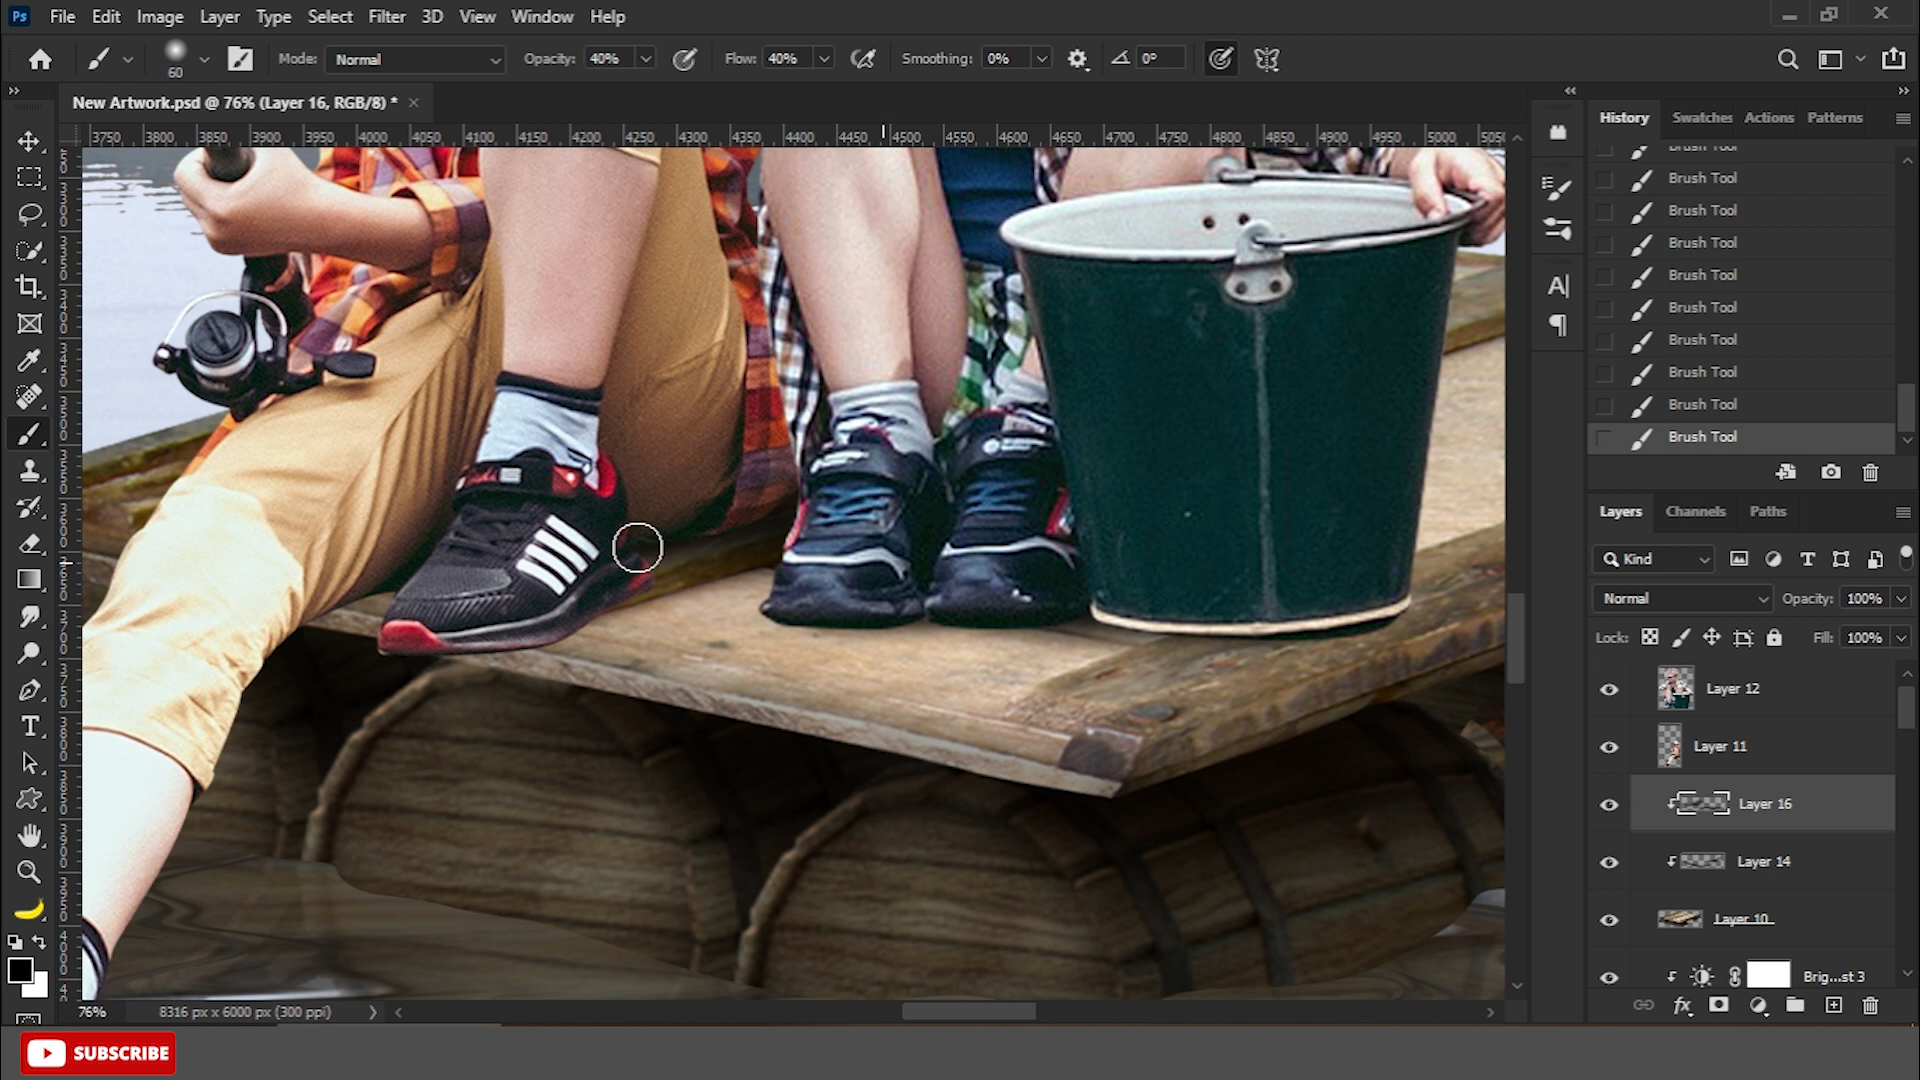 Ps File Edit Image Layer Type Select Filter 3D View Window Help
60 Mode: Normal Opacity: 40% Flow: 40% Smoothing: 0% 0°
New Artwork.psd @ 76% (Layer 16, RGB/8) *
3750 3800 3850 3900 3950 4000 4050 4100 4150 4200 4250 4300 4350 4400 4450 4500 4550 4600 4650 4700 4750 4800 4850 4900 4950 5000 5050
History Swatches Actions Patterns
Brush Tool
Brush Tool
Brush Tool
Brush Tool
Brush Tool
Brush Tool
Brush Tool
Brush Tool
Brush Tool
Brush Tool
Layers Channels Paths
Kind
Normal Opacity: 100%
Lock: Fill: 100%
Layer 12
Layer 11
Layer 16
Layer 14
Layer 10
Brig...st 3
76% 8316 px x 6000 px (300 ppi)
SUBSCRIBE